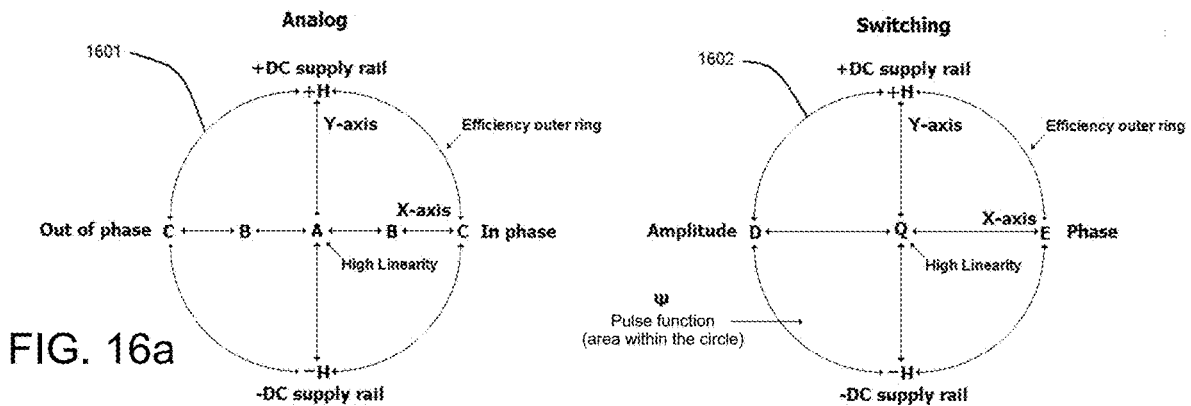 Analog
1601
+DC supply rail
+H
Y-axis
Efficiency outer ring
X-axis
Out of phase C B A B C In phase
High Linearity
−H
-DC supply rail
FIG. 16a
Switching
1602
+DC supply rail
+H
Y-axis
Efficiency outer ring
X-axis
Amplitude D Q E Phase
High Linearity
Ψ
Pulse function
(area within the circle)
−H
-DC supply rail